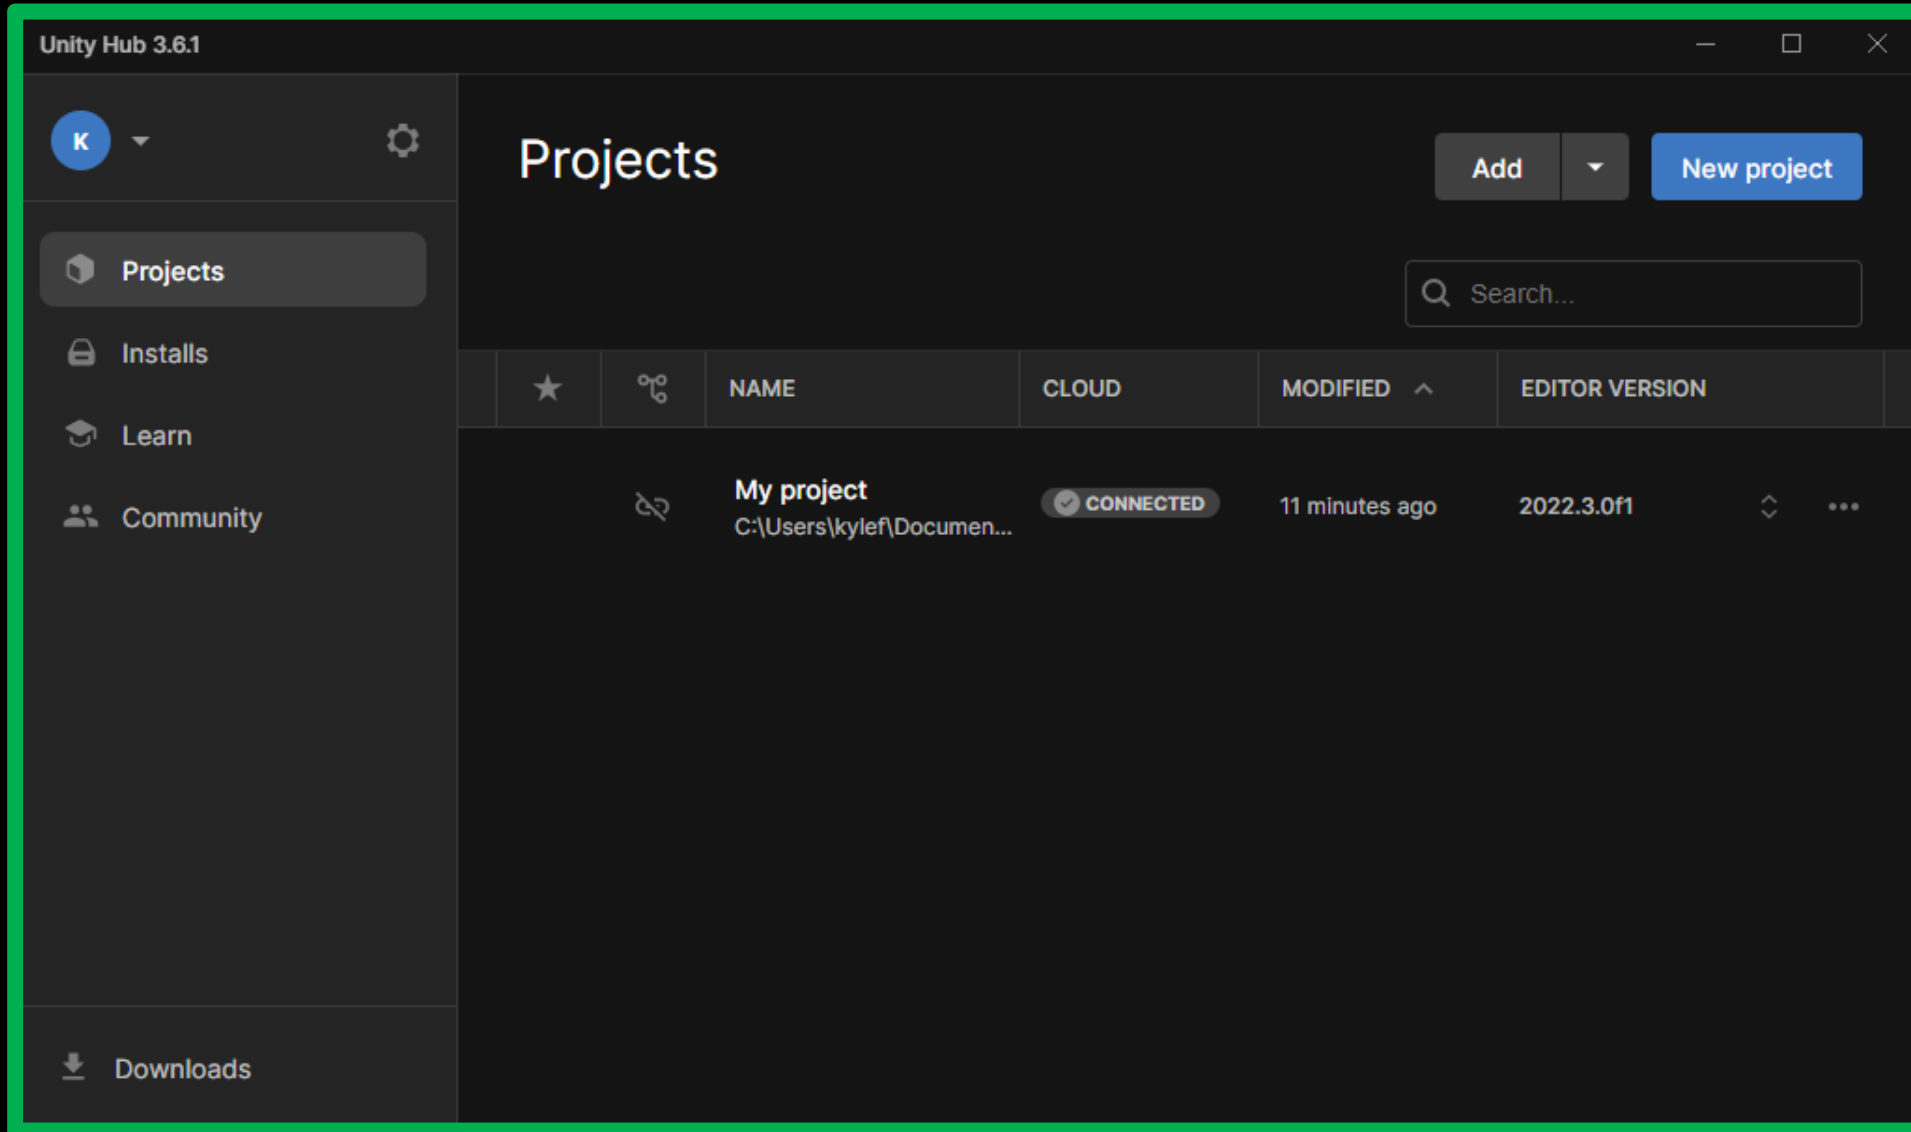 Unity Hub 3.6.1
K
Projects
Installs
Learn
Community
Downloads
Projects
Add
New project
Search...
NAME CLOUD MODIFIED EDITOR VERSION
My project
C:\Users\kylef\Documen...
CONNECTED
11 minutes ago
2022.3.0f1